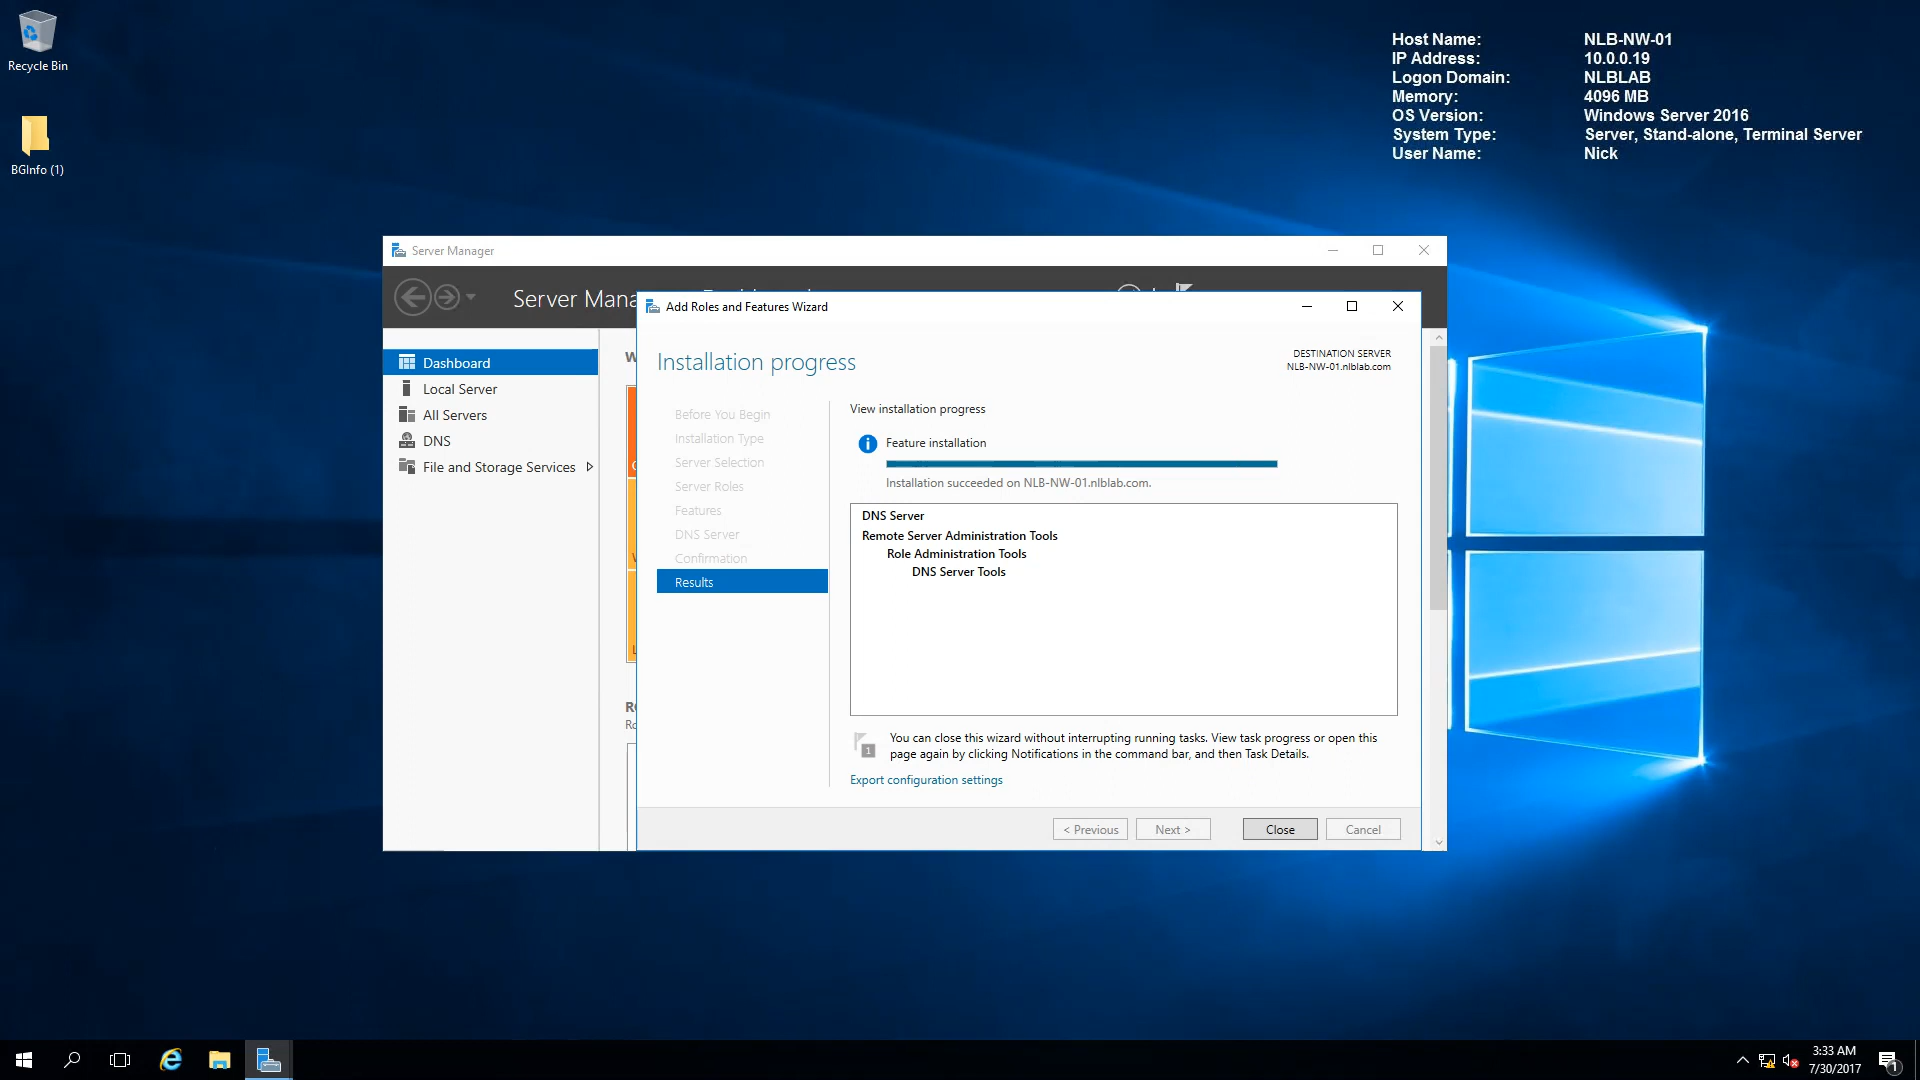 Recycle Bin
BGInfo (1)
Host Name: NLB-NW-01
IP Address: 10.0.0.19
Logon Domain: NLBLAB
Memory: 4096 MB
OS Version: Windows Server 2016
System Type: Server, Stand-alone, Terminal Server
User Name: Nick
Server Manager
Server Mana
Dashboard
Local Server
All Servers
DNS
File and Storage Services
Add Roles and Features Wizard
Installation progress
DESTINATION SERVER
NLB-NW-01.nlblab.com
Before You Begin
Installation Type
Server Selection
Server Roles
Features
DNS Server
Confirmation
Results
View installation progress
Feature installation
Installation succeeded on NLB-NW-01.nlblab.com.
DNS Server
Remote Server Administration Tools
Role Administration Tools
DNS Server Tools
1
You can close this wizard without interrupting running tasks. View task progress or open this
page again by clicking Notifications in the command bar, and then Task Details.
Export configuration settings
< Previous
Next >
Close
Cancel
3:33 AM
7/30/2017
1